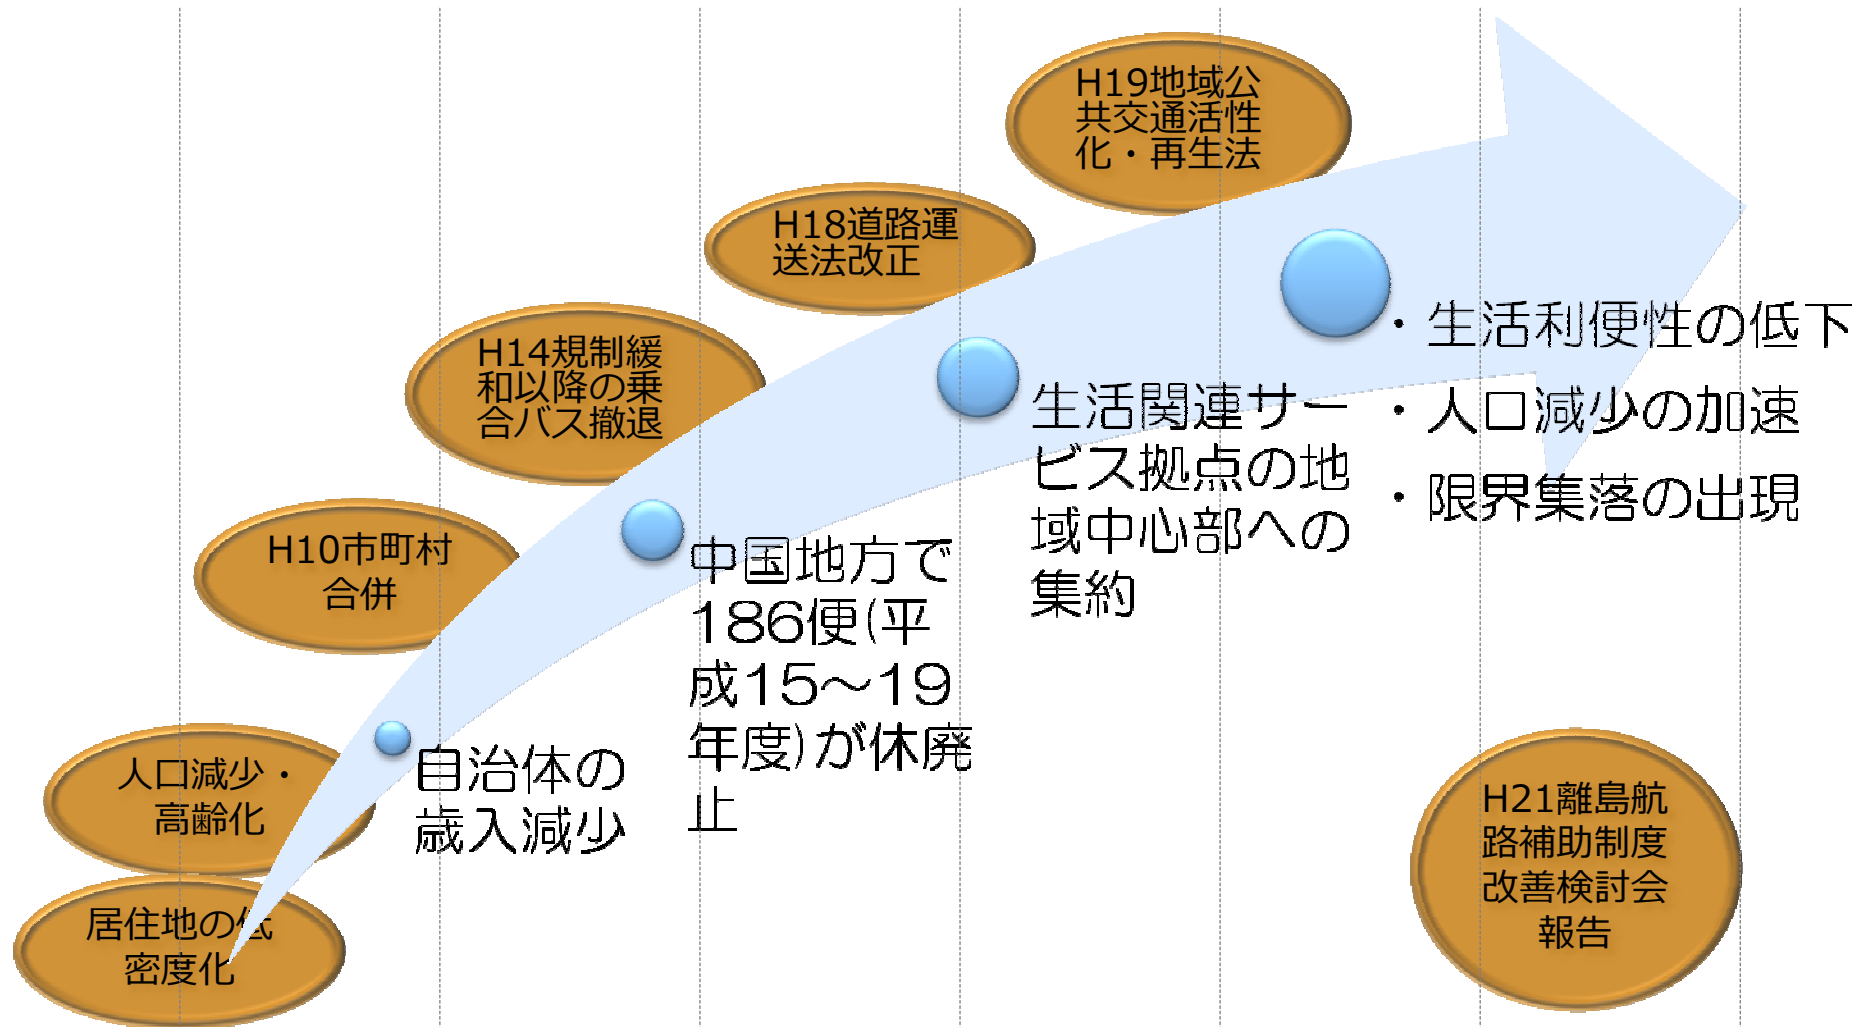 H19地域公
共交通活性
化・再生法
H18道路運
送法改正
H14規制緩
和以降の乗
合バス撤退
H10市町村
合併
人口減少・
高齢化
居住地の低
密度化
自治体の
歳入減少
中国地方で
186便(平
成15～19
年度)が休廃
止
生活関連サー
ビス拠点の地
域中心部への
集約
・生活利便性の低下
・人口減少の加速
・限界集落の出現
H21離島航
路補助制度
改善検討会
報告